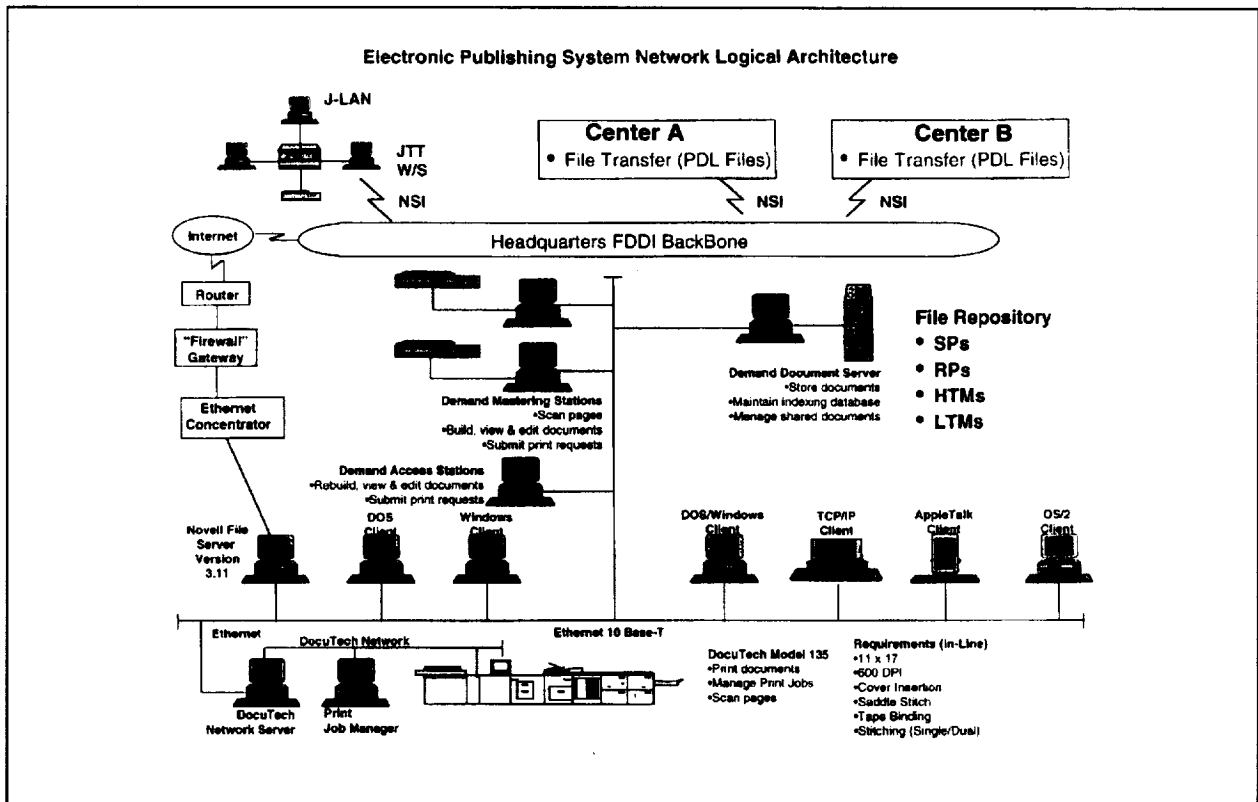 Electronic Publishing System Network Logical Architecture
J-LAN
JTT
W/S
NSI
Center A
• File Transfer (PDL Files)
NSI
Center B
• File Transfer (PDL Files)
NSI
Internet
Headquarters FDDI BackBone
Router
"Firewall"
Gateway
Ethernet
Concentrator
Demand Mastering Stations
•Scan pages
•Build, view & edit documents
•Submit print requests
Demand Document Server
•Store documents
•Maintain indexing database
•Manage shared documents
File Repository
• SPs
• RPs
• HTMs
• LTMs
Demand Access Stations
•Rebuild, view & edit documents
•Submit print requests
Novell File
Server
Version
3.11
DOS
Client
Windows
Client
DOS/Windows
Client
TCP/IP
Client
AppleTalk
Client
OS/2
Client
Ethernet
Ethernet 10 Base-T
DocuTech Network
DocuTech
Network Server
Print
Job Manager
DocuTech Model 135
•Print documents
•Manage Print Jobs
•Scan pages
Requirements (in-Line)
•11 x 17
•600 DPI
•Cover Insertion
•Saddle Stitch
•Tape Binding
•Stitching (Single/Dual)